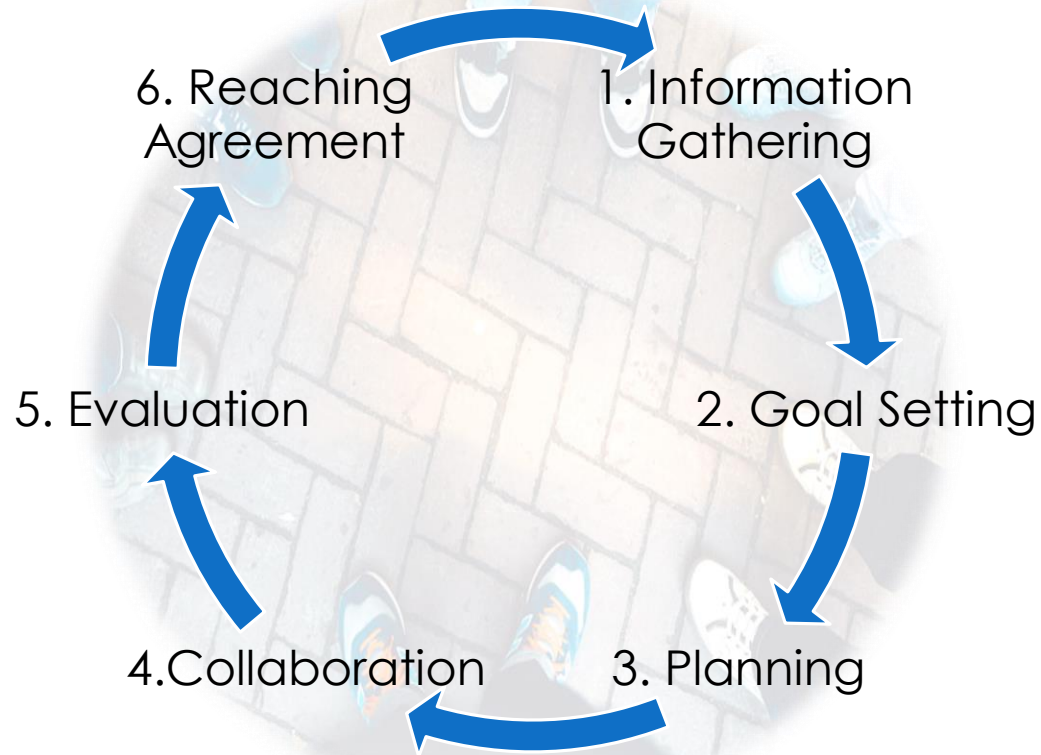 1. Information
Gathering
2. Goal Setting
3. Planning
4.Collaboration
5. Evaluation
6. Reaching
Agreement